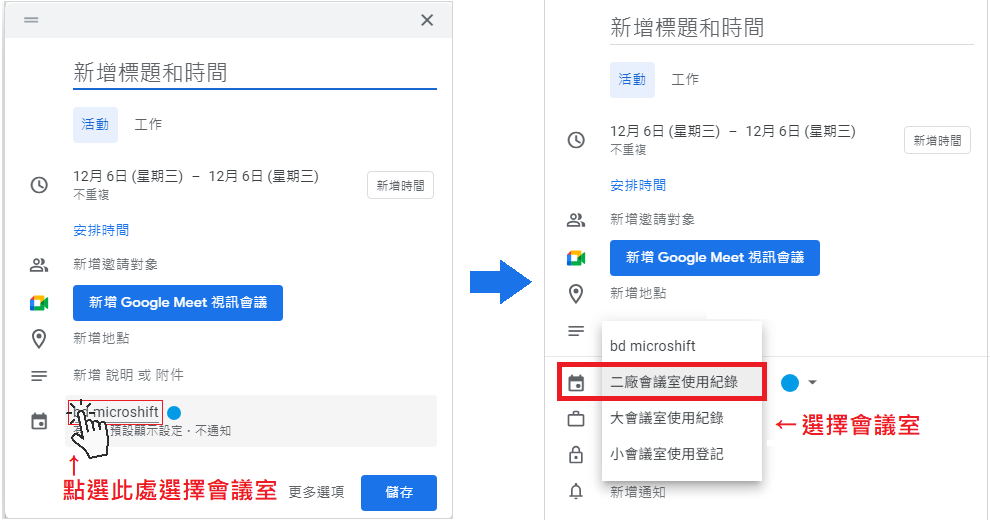 新增標題和時間
活動 工作
12月 6日 (星期三) – 12月 6日 (星期三)
不重複
新增時間
安排時間
新增邀請對象
新增 Google Meet 視訊會議
新增地點
新增 說明 或 附件
bd microshift
預設顯示設定・不通知
↑
點選此處選擇會議室
更多選項
儲存
新增標題和時間
活動 工作
12月 6日 (星期三) – 12月 6日 (星期三)
不重複
新增時間
安排時間
新增邀請對象
新增 Google Meet 視訊會議
新增地點
bd microshift
二廠會議室使用紀錄
大會議室使用紀錄
←選擇會議室
小會議室使用登記
新增通知